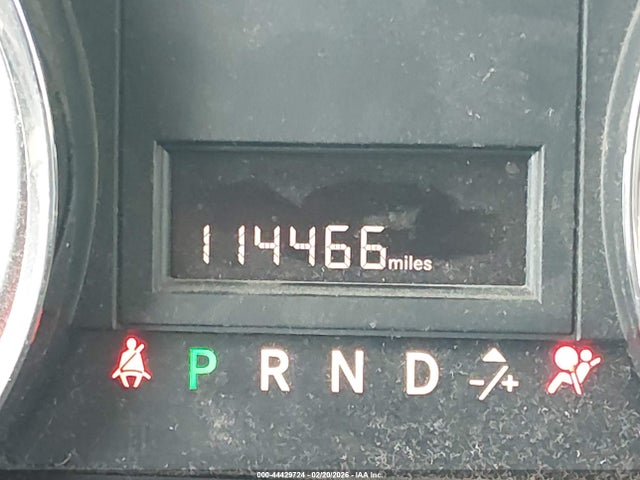 114466miles
P R N D -/+
000-44429724 - 02/20/2026 - IAA Inc.